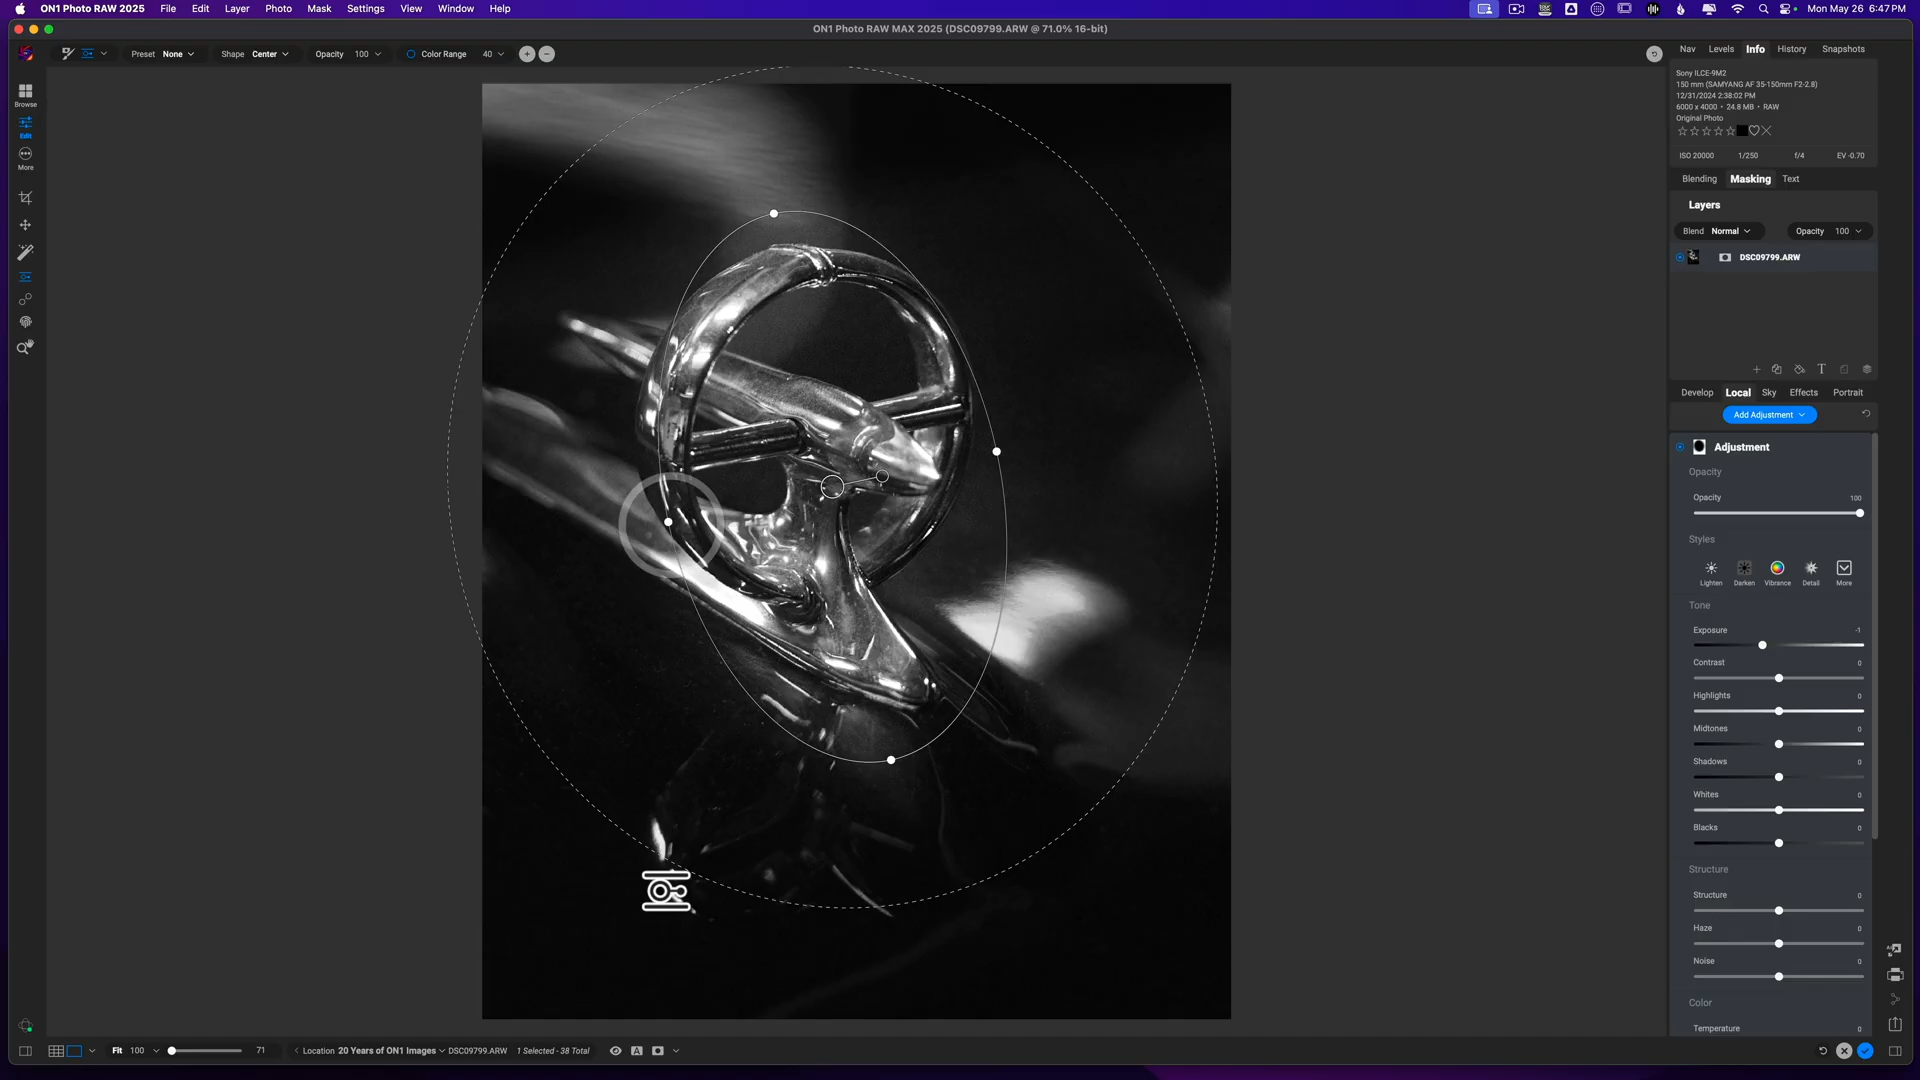 ON1 Photo RAW 2025 File Edit Layer Photo Mask Settings View Window Help Mon May 26 6:47 PM
ON1 Photo RAW MAX 2025 (DSC09799.ARW @ 71.0% 16-bit)
Preset None Shape Center Opacity 100 Color Range 40
Nav Levels Info History Snapshots
Sony ILCE-9M2
150 mm (SAMYANG AF 35-150mm F2-2.8)
12/31/2024 2:38:02 PM
6000 x 4000 • 24.8 MB • RAW
Original Photo
ISO 20000 1/250 f/4 EV -0.70
Browse
Edit
More
Blending Masking Text
Layers
Blend Normal Opacity 100
DSC09799.ARW
Develop Local Sky Effects Portrait
Add Adjustment
Adjustment
Opacity
Opacity 100
Styles
Lighten Darken Vibrance Detail More
Tone
Exposure -1
Contrast 0
Highlights 0
Midtones 0
Shadows 0
Whites 0
Blacks 0
Structure
Structure 0
Haze 0
Noise 0
Color
Temperature 0
Fit 100 71 Location 20 Years of ON1 Images DSC09799.ARW 1 Selected - 38 Total A